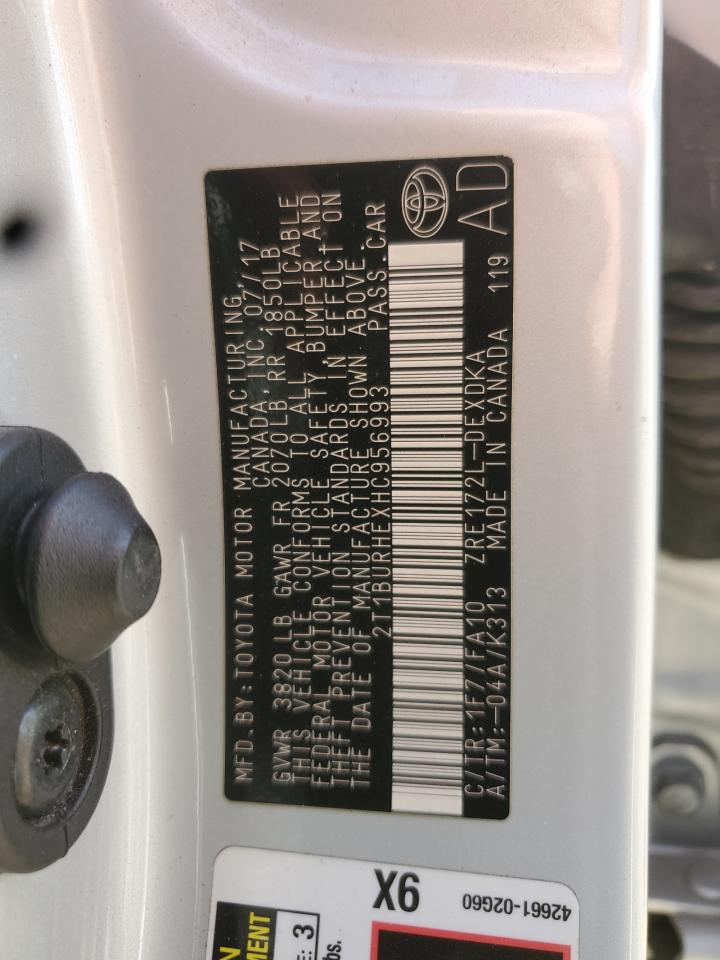 MFD.BY:TOYOTA MOTOR MANUFACTURING,
CANADA, INC 07/17
GVWR 3820 LB GAWR FR 2070LB, RR 1850LB
THIS VEHICLE CONFORMS TO ALL APPLICABLE
FEDERAL MOTOR VEHICLE SAFETY, BUMPER AND
THEFT PREVENTION STANDARDS IN EFFECT ON
THE DATE OF MANUFACTURE SHOWN ABOVE.
2T1BURHEXHC956993 PASS.CAR
C/TR:1F7/FA10 ZRE172L-DEXDKA
A/TM:-04A/K313 MADE IN CANADA 119
AD
9X
42661-02G60
3